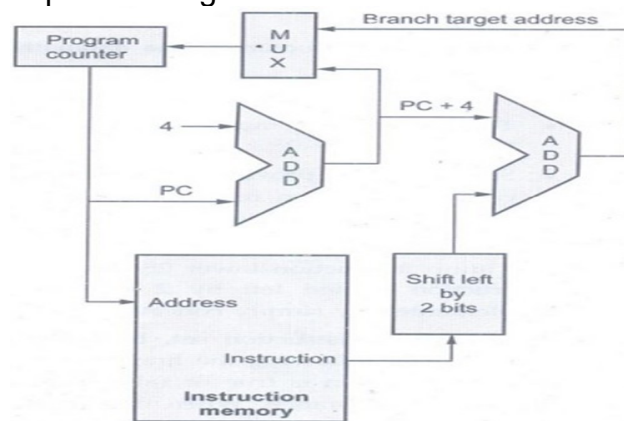 Branch target address
Program
counter
M
U
X
PC + 4
4
A
D
D
A
D
D
PC
Address
Shift left
by
2 bits
Instruction
Instruction
memory